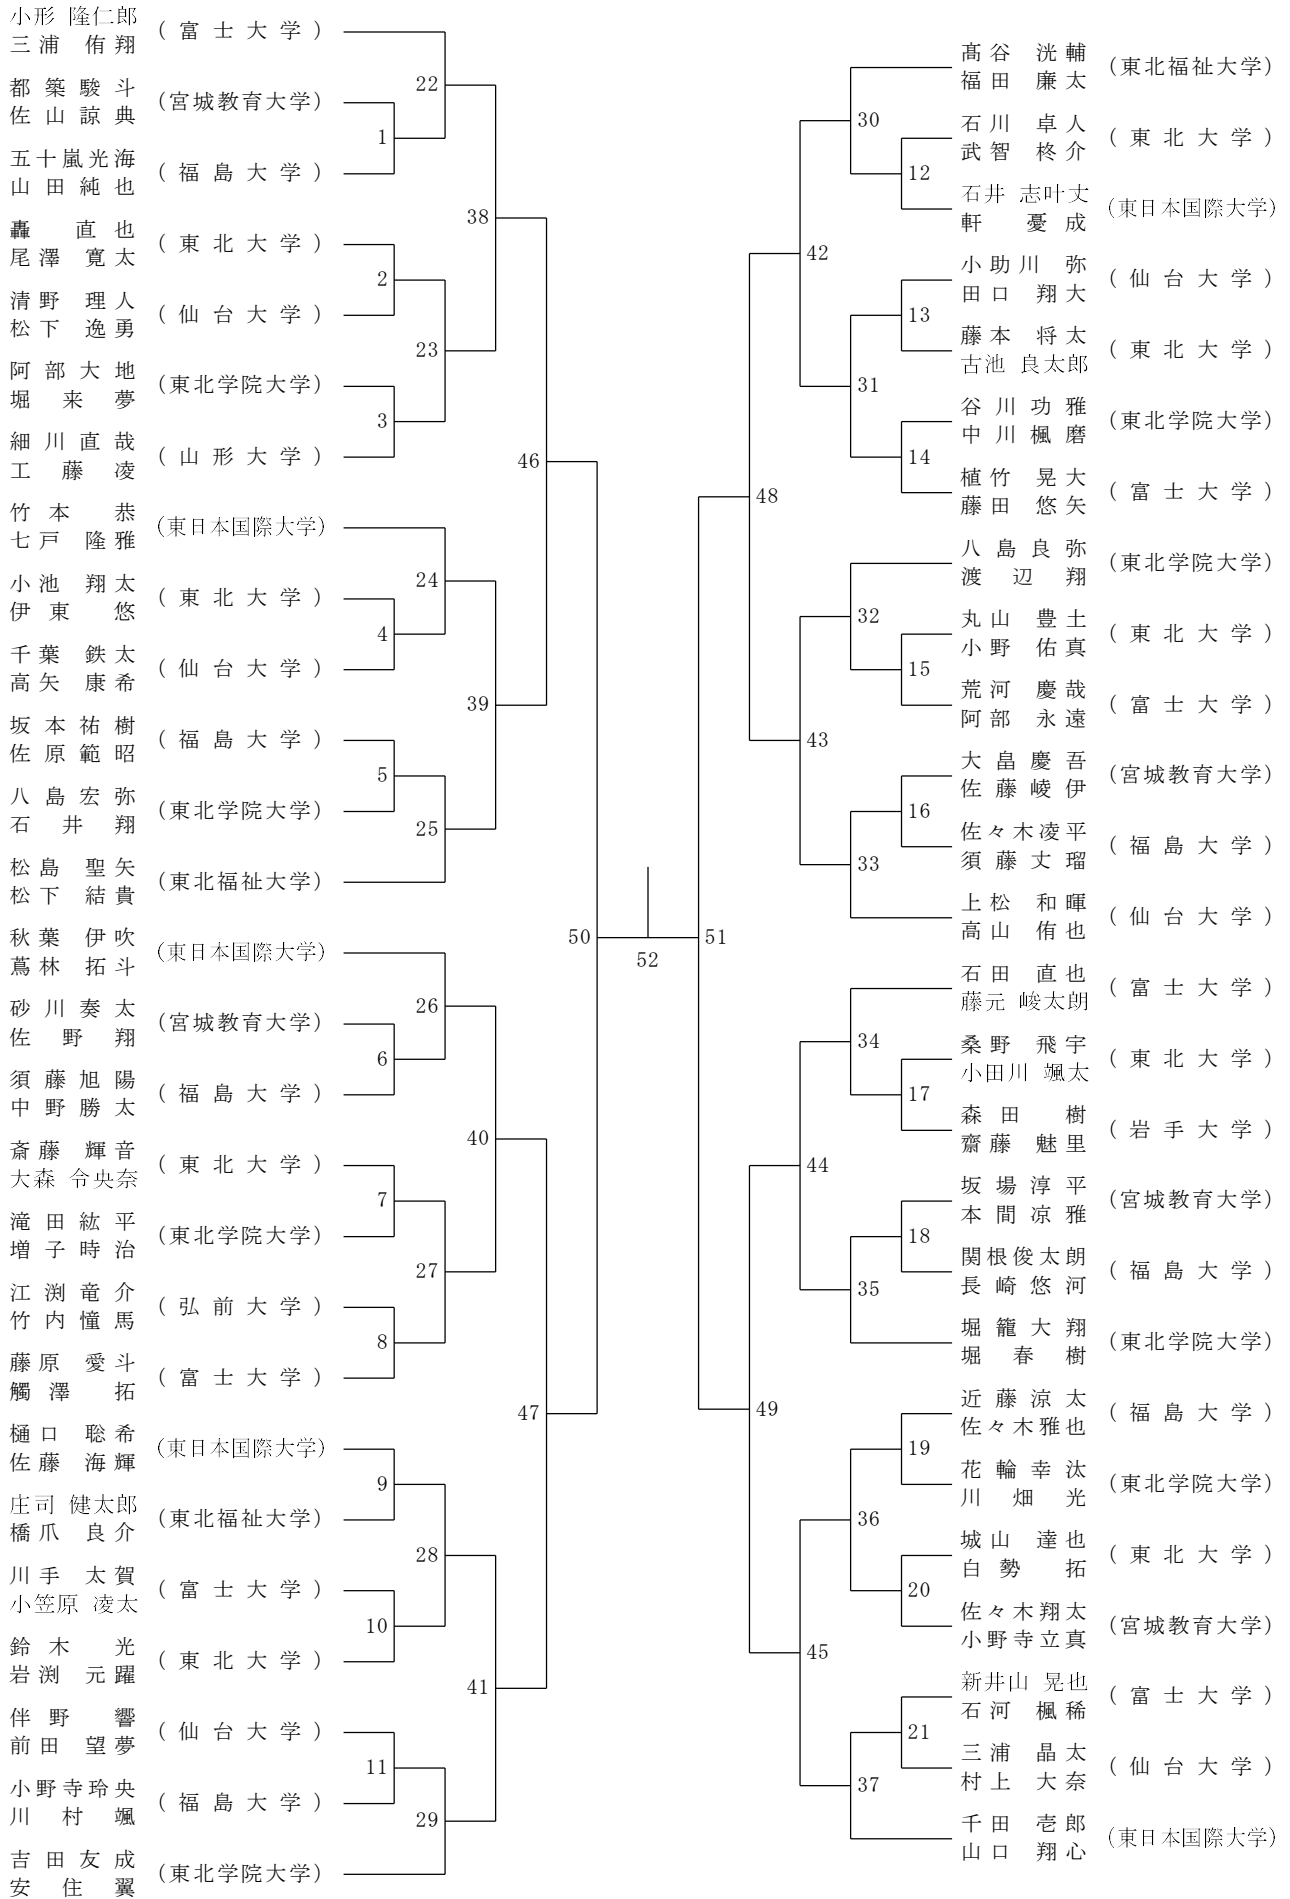 小形 隆仁郎
三浦 侑翔
(富士大学)
22
都築駿斗
佐山諒典
(宮城教育大学)
1
五十嵐光海
山田純也
(福島大学)
38
轟 直也
尾澤 寛太
(東北大学)
2
清野 理人
松下 逸勇
(仙台大学)
23
阿部大地
堀来夢
(東北学院大学)
3
細川直哉
工藤凌
(山形大学)
46
竹本 恭
七戸 隆雅
(東日本国際大学)
24
小池 翔太
伊東 悠
(東北大学)
4
千葉 鉄太
高矢 康希
(仙台大学)
39
坂本祐樹
佐原範昭
(福島大学)
5
八島宏弥
石井翔
(東北学院大学)
25
松島 聖矢
松下 結貴
(東北福祉大学)
50
秋葉 伊吹
蔦林 拓斗
(東日本国際大学)
26
砂川奏太
佐野翔
(宮城教育大学)
6
須藤旭陽
中野勝太
(福島大学)
40
斎藤 輝音
大森 令央奈
(東北大学)
7
滝田紘平
増子時治
(東北学院大学)
27
江渕竜介
竹内憧馬
(弘前大学)
8
藤原 愛斗
觸澤 拓
(富士大学)
47
樋口 聡希
佐藤 海輝
(東日本国際大学)
9
庄司 健太郎
橋爪 良介
(東北福祉大学)
28
川手 太賀
小笠原 凌太
(富士大学)
10
鈴木 光
岩渕 元躍
(東北大学)
41
伴野 響
前田 望夢
(仙台大学)
11
小野寺玲央
川村颯
(福島大学)
29
吉田友成
安住翼
(東北学院大学)
52
髙谷 洸輔
福田 廉太
(東北福祉大学)
30
石川 卓人
武智 柊介
(東北大学)
12
石井 志叶丈
軒 憂成
(東日本国際大学)
42
小助川 弥
田口 翔大
(仙台大学)
13
藤本 将太
古池 良太郎
(東北大学)
31
谷川功雅
中川楓磨
(東北学院大学)
14
植竹 晃大
藤田 悠矢
(富士大学)
48
八島良弥
渡辺翔
(東北学院大学)
32
丸山 豊土
小野 佑真
(東北大学)
15
荒河 慶哉
阿部 永遠
(富士大学)
43
大畠慶吾
佐藤崚伊
(宮城教育大学)
16
佐々木凌平
須藤丈瑠
(福島大学)
33
上松 和暉
高山 侑也
(仙台大学)
51
石田 直也
藤元 峻太朗
(富士大学)
34
桑野 飛宇
小田川 颯太
(東北大学)
17
森田 樹
齋藤 魅里
(岩手大学)
44
坂場淳平
本間凉雅
(宮城教育大学)
18
関根俊太朗
長崎悠河
(福島大学)
35
堀籠大翔
堀春樹
(東北学院大学)
49
近藤涼太
佐々木雅也
(福島大学)
19
花輪幸汰
川畑光
(東北学院大学)
36
城山 達也
白勢 拓
(東北大学)
20
佐々木翔太
小野寺立真
(宮城教育大学)
45
新井山 晃也
石河 楓稀
(富士大学)
21
三浦 晶太
村上 大奈
(仙台大学)
37
千田 壱郎
山口 翔心
(東日本国際大学)